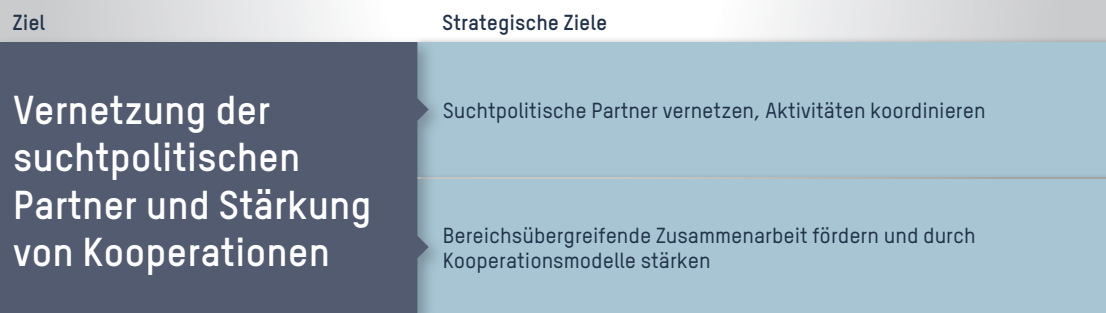 Ziel
Strategische Ziele
Vernetzung der
suchtpolitischen
Partner und Stärkung
von Kooperationen
Suchtpolitische Partner vernetzen, Aktivitäten koordinieren
Bereichsübergreifende Zusammenarbeit fördern und durch
Kooperationsmodelle stärken